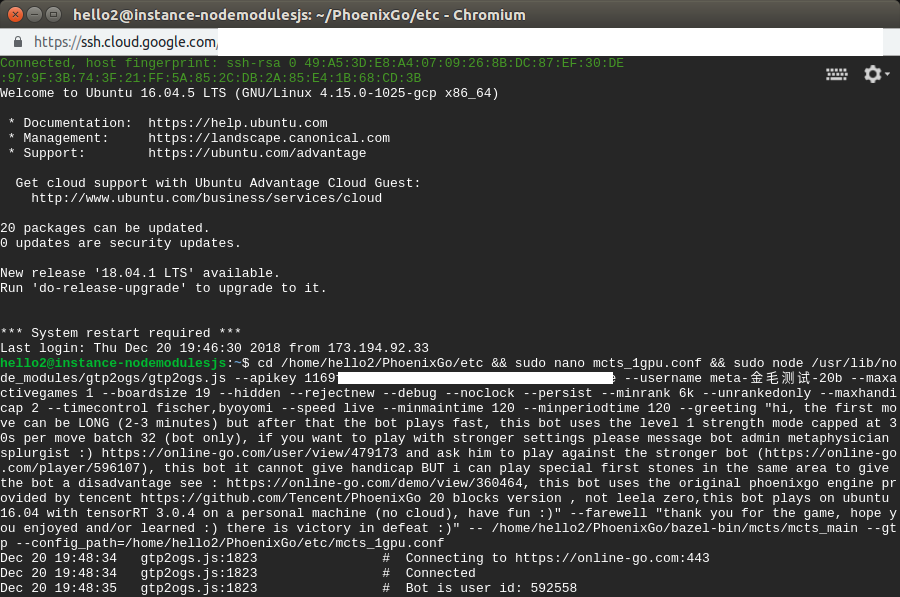 hello2@instance-nodemodulesjs: ~/PhoenixGo/etc - Chromium
https://ssh.cloud.google.com/
Connected, host fingerprint: ssh-rsa 0 49:A5:3D:E8:A4:07:09:26:8B:DC:87:EF:30:DE
:97:9F:3B:74:3F:21:FF:5A:85:2C:DB:2A:85:E4:1B:68:CD:3B
Welcome to Ubuntu 16.04.5 LTS (GNU/Linux 4.15.0-1025-gcp x86_64)
* Documentation:  https://help.ubuntu.com
* Management:     https://landscape.canonical.com
* Support:        https://ubuntu.com/advantage
Get cloud support with Ubuntu Advantage Cloud Guest:
http://www.ubuntu.com/business/services/cloud
20 packages can be updated.
0 updates are security updates.
New release '18.04.1 LTS' available.
Run 'do-release-upgrade' to upgrade to it.
*** System restart required ***
Last login: Thu Dec 20 19:46:30 2018 from 173.194.92.33
hello2@instance-nodemodulesjs:~$ cd /home/hello2/PhoenixGo/etc && sudo nano mcts_1gpu.conf && sudo node /usr/lib/no
de_modules/gtp2ogs/gtp2ogs.js --apikey 1169 --username meta-金毛测试-20b --maxa
ctivegames 1 --boardsize 19 --hidden --rejectnew --debug --noclock --persist --minrank 6k --unrankedonly --maxhandi
cap 2 --timecontrol fischer,byoyomi --speed live --minmaintime 120 --minperiodtime 120 --greeting "hi, the first mo
ve can be LONG (2-3 minutes) but after that the bot plays fast, this bot uses the level 1 strength mode capped at 3
0s per move batch 32 (bot only), if you want to play with stronger settings please message bot admin metaphysician
splurgist :) https://online-go.com/user/view/479173 and ask him to play against the stronger bot (https://online-go
.com/player/596107), this bot it cannot give handicap BUT i can play special first stones in the same area to give
the bot a disadvantage see : https://online-go.com/demo/view/360464, this bot uses the original phoenixgo engine pr
ovided by tencent https://github.com/Tencent/PhoenixGo 20 blocks version , not leela zero,this bot plays on ubuntu
16.04 with tensorRT 3.0.4 on a personal machine (no cloud), have fun :)" --farewell "thank you for the game, hope y
ou enjoyed and/or learned :) there is victory in defeat :)" -- /home/hello2/PhoenixGo/bazel-bin/mcts/mcts_main --gt
p --config_path=/home/hello2/PhoenixGo/etc/mcts_1gpu.conf
Dec 20 19:48:34   gtp2ogs.js:1823                #  Connecting to https://online-go.com:443
Dec 20 19:48:34   gtp2ogs.js:1823                #  Connected
Dec 20 19:48:35   gtp2ogs.js:1823                #  Bot is user id: 592558